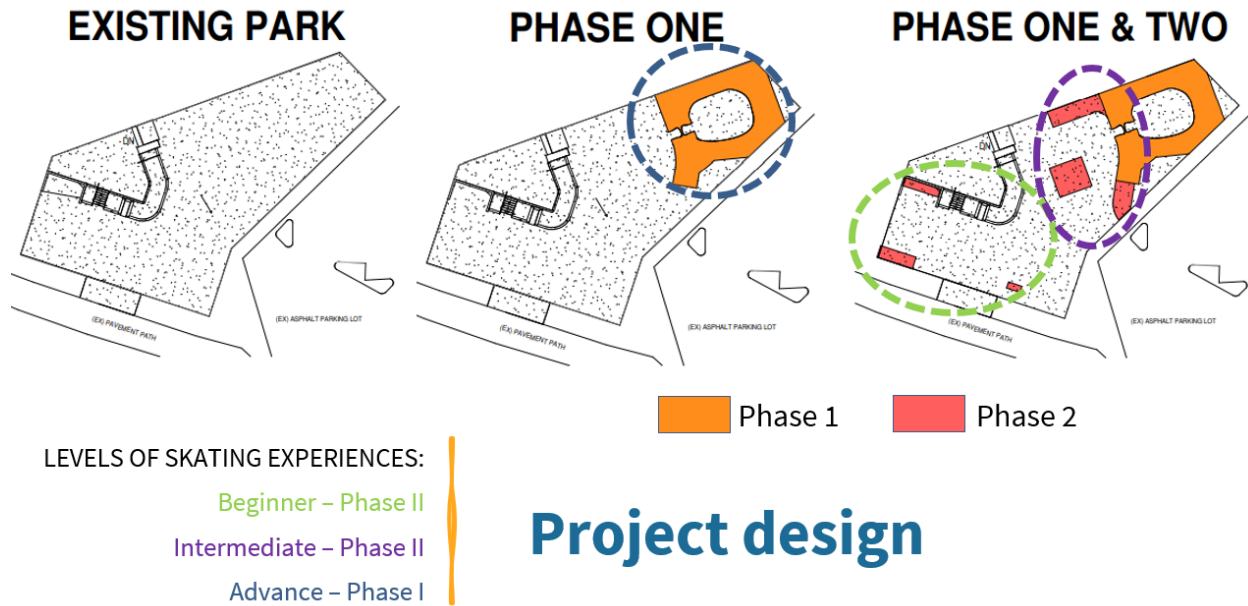 EXISTING PARK
PHASE ONE
PHASE ONE & TWO
DN
DN
(EX) PAVEMENT PATH
(EX) ASPHALT PARKING LOT
(EX) PAVEMENT PATH
(EX) ASPHALT PARKING LOT
(EX) PAVEMENT PATH
(EX) ASPHALT PARKING LOT
Phase 1
Phase 2
LEVELS OF SKATING EXPERIENCES:
Beginner – Phase II
Intermediate – Phase II
Advance – Phase I
Project design